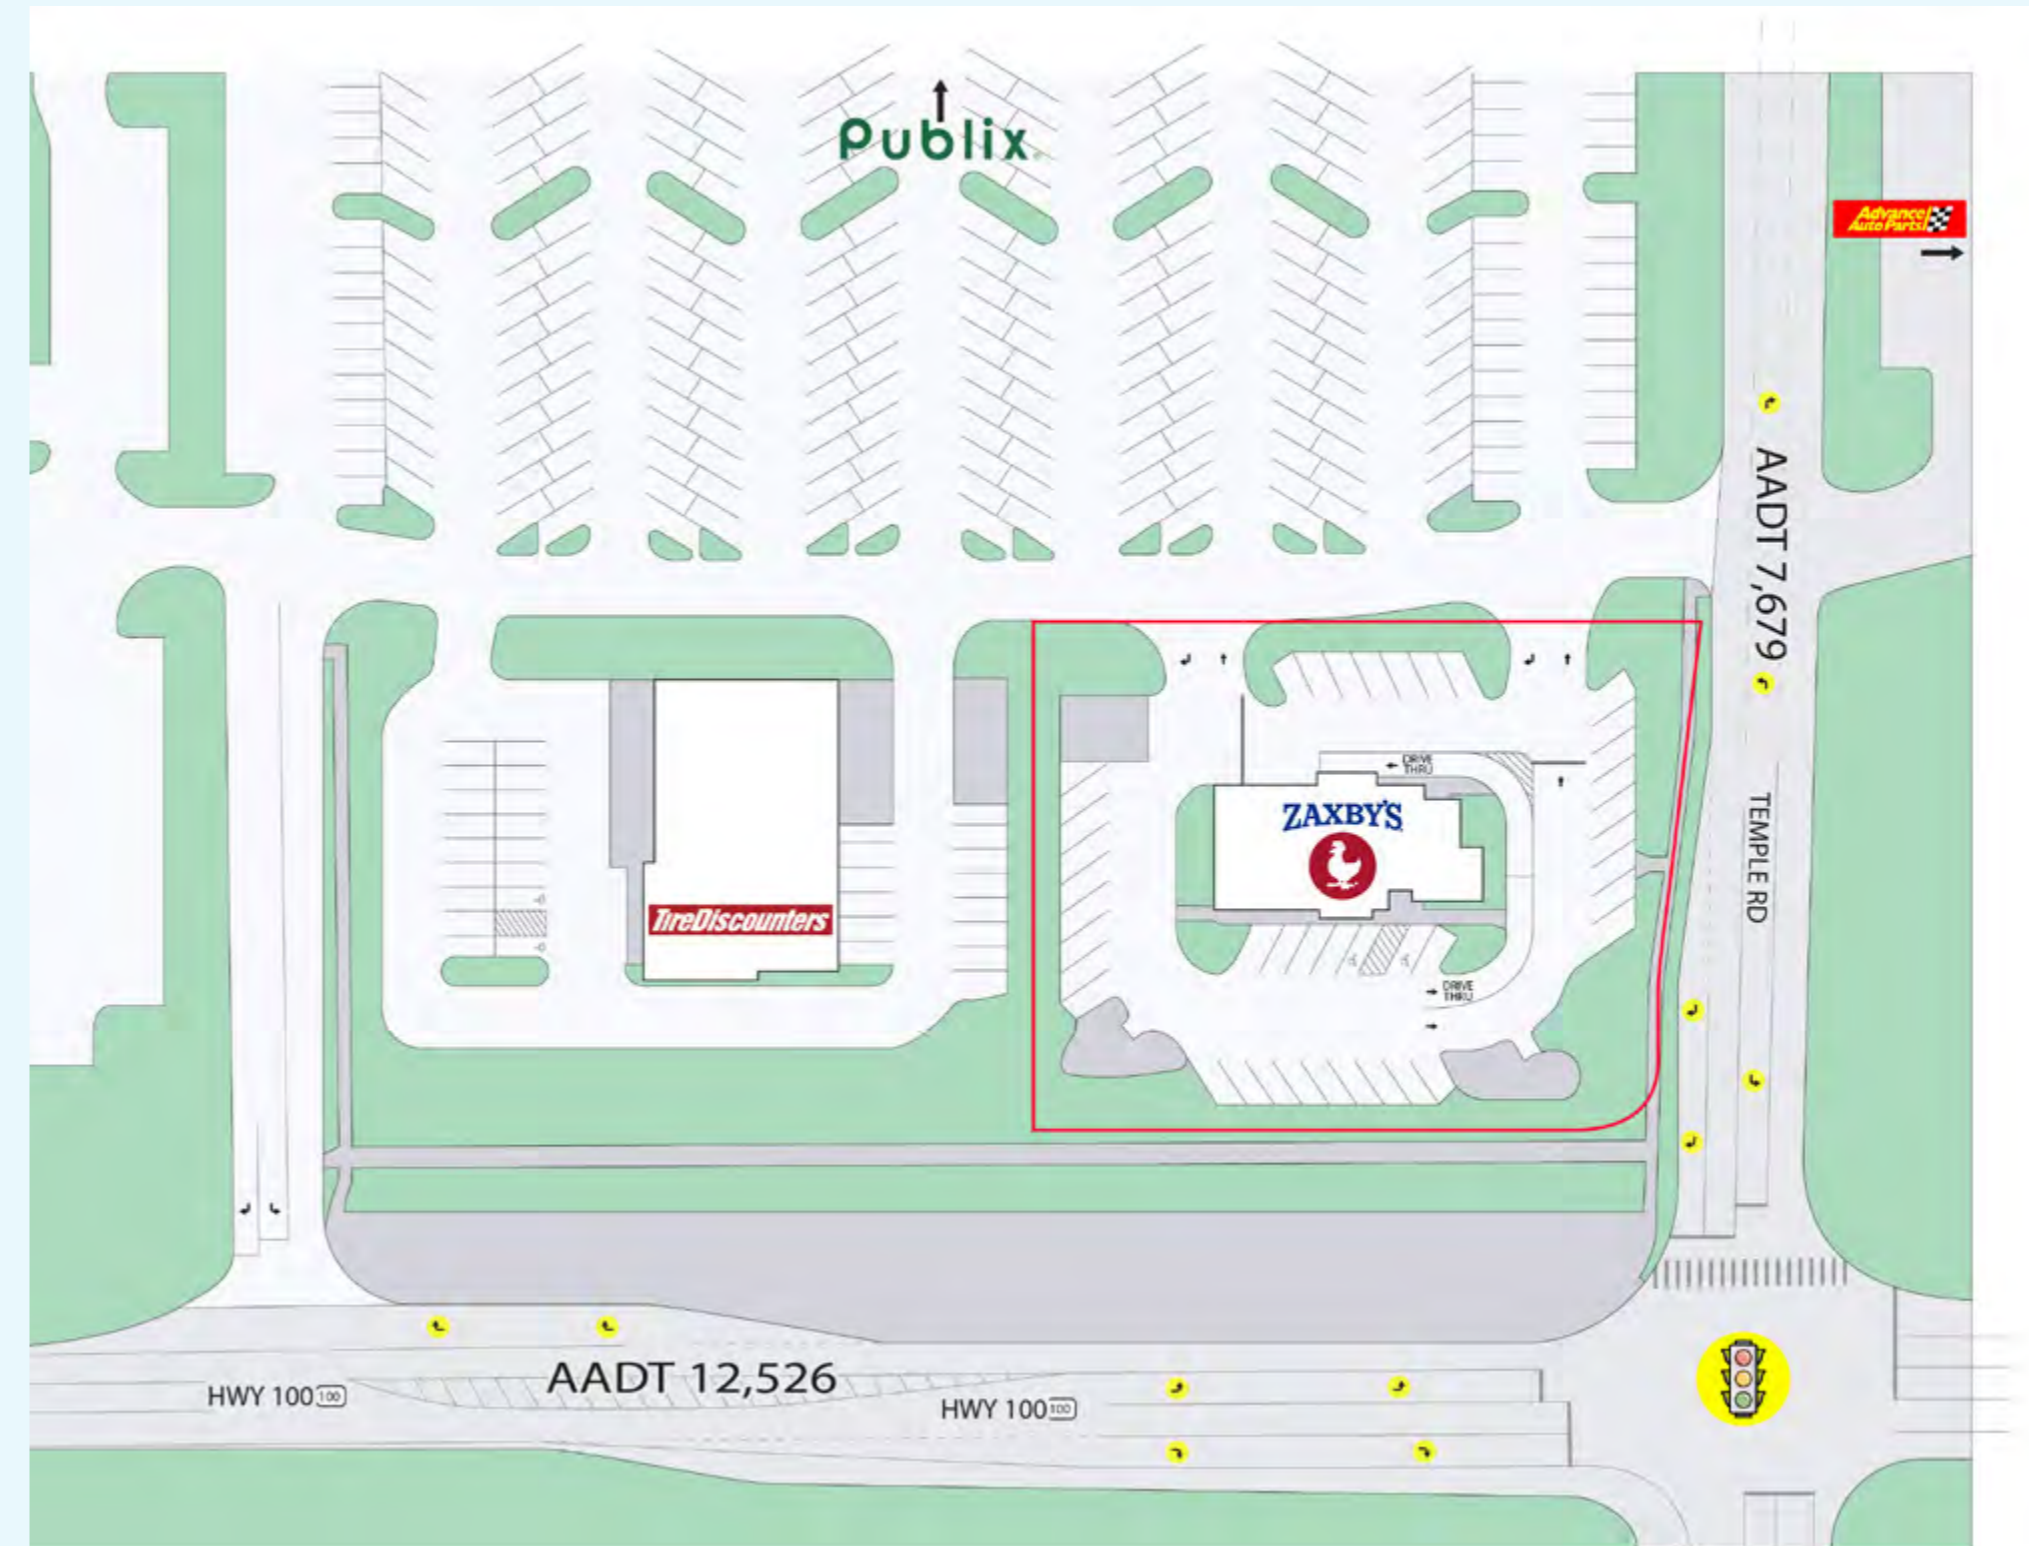 Publix
Advance
Auto Parts
AADT 7,679
DRIVE
THRU
ZAXBY'S
TEMPLE RD
TireDiscounters
DRIVE
THRU
AADT 12,526
HWY 100 100
HWY 100 100